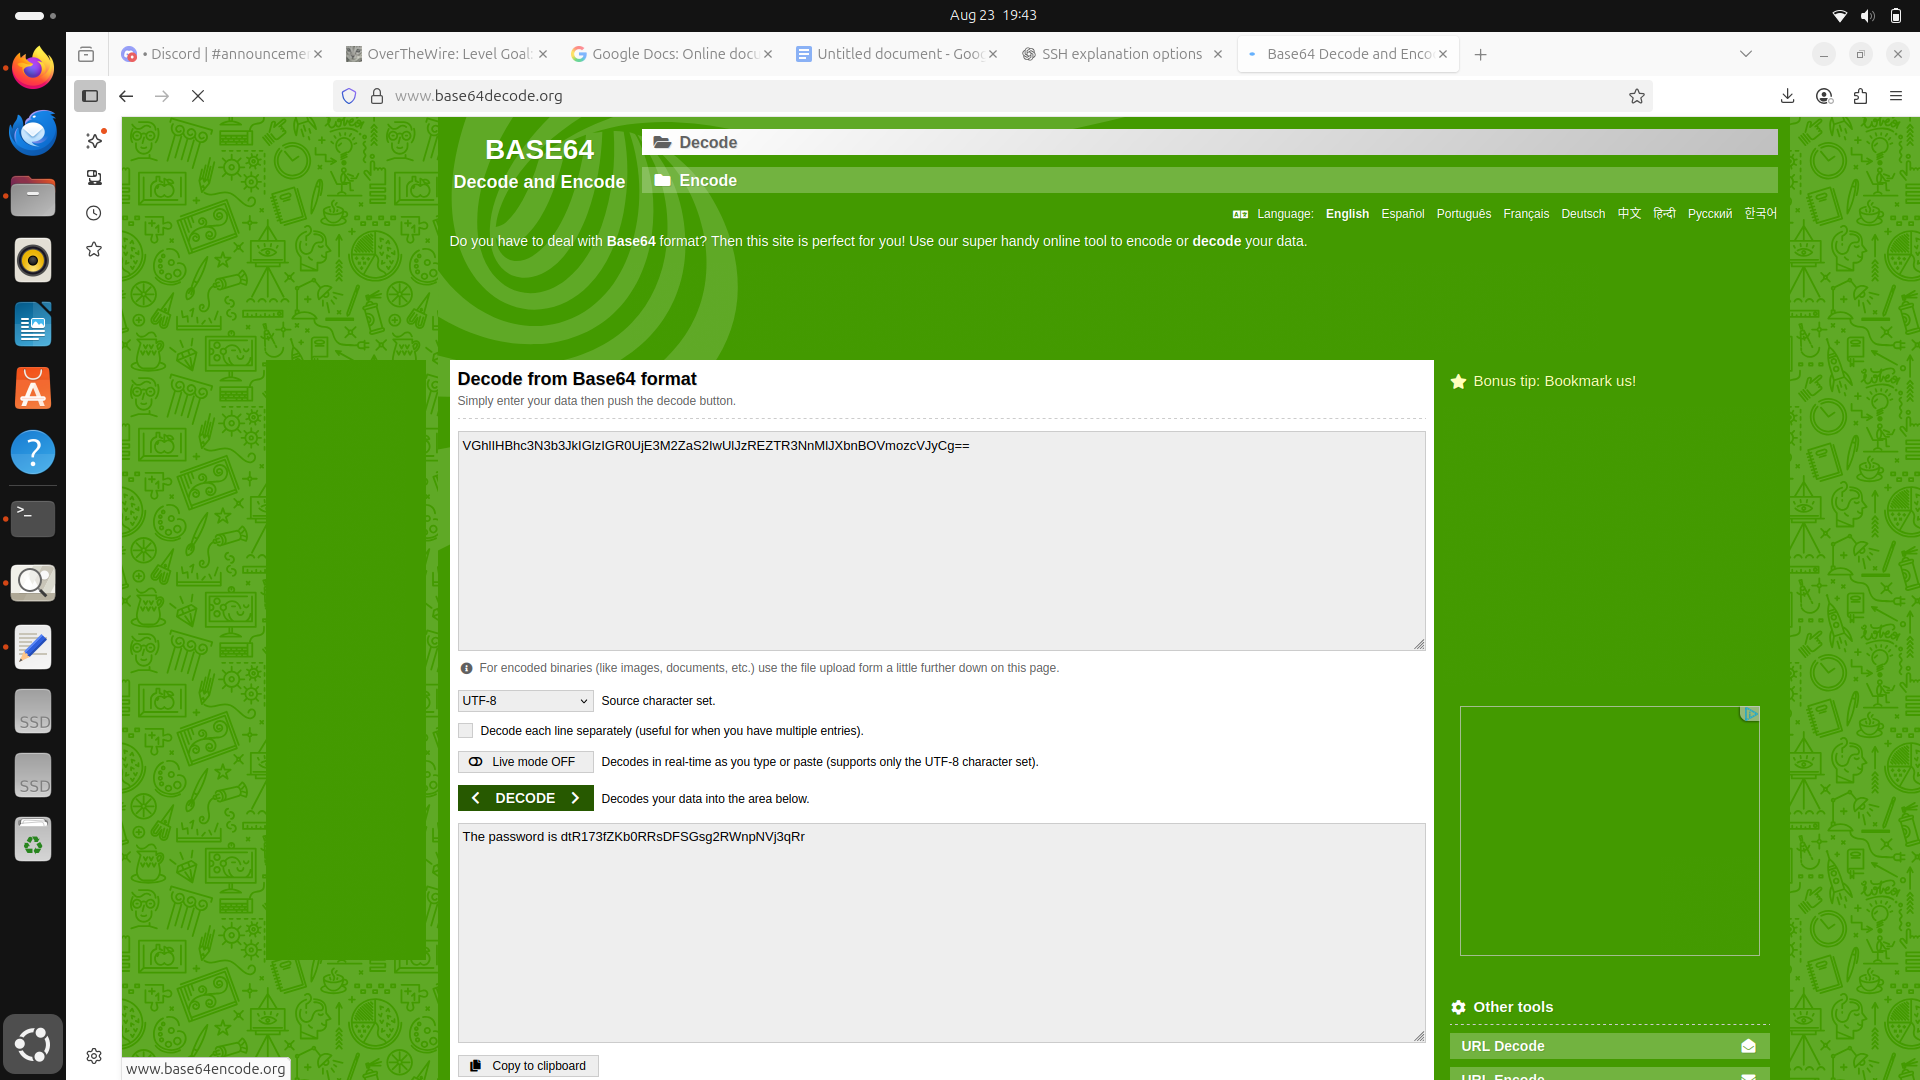 Aug 23 19:43
• Discord | #announcemer
OverTheWire: Level Goal:
Google Docs: Online docu
Untitled document - Goog
SSH explanation options
Base64 Decode and Enco
www.base64decode.org
BASE64
Decode and Encode
Decode
Encode
Language: English Español Português Français Deutsch 中文 हिन्दी Русский 한국어
Do you have to deal with Base64 format? Then this site is perfect for you! Use our super handy online tool to encode or decode your data.
Decode from Base64 format
Simply enter your data then push the decode button.
Bonus tip: Bookmark us!
VGhlIHBhc3N3b3JkIGlzIGR0UjE3M2ZaS2IwUlJzREZTR3NnMlJXbnBOVmozcVJyCg==
For encoded binaries (like images, documents, etc.) use the file upload form a little further down on this page.
UTF-8
Source character set.
Decode each line separately (useful for when you have multiple entries).
Live mode OFF
Decodes in real-time as you type or paste (supports only the UTF-8 character set).
DECODE
Decodes your data into the area below.
The password is dtR173fZKb0RRsDFSGsg2RWnpNVj3qRr
Copy to clipboard
Other tools
URL Decode
URL Encode
SSD
SSD
www.base64encode.org